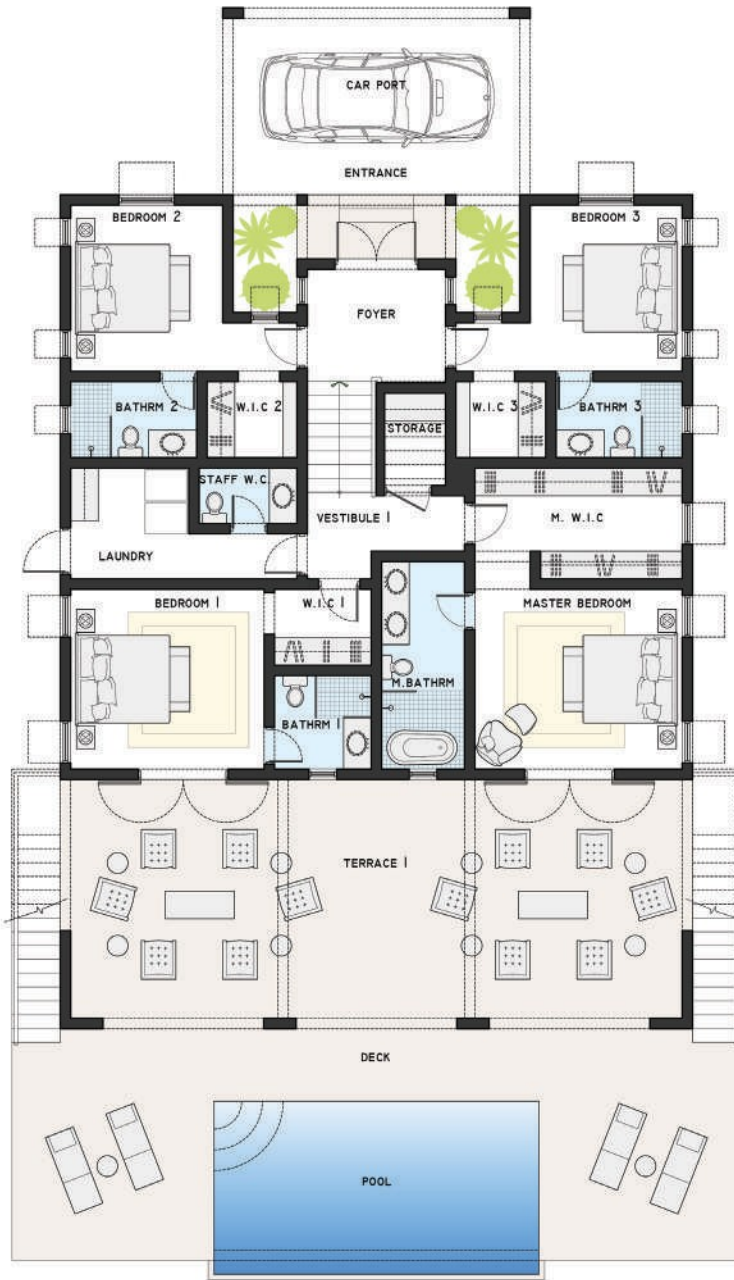 CAR PORT
ENTRANCE
BEDROOM 2
BEDROOM 3
FOYER
BATHRM 2
W.I.C 2
STORAGE
W.I.C 3
BATHRM 3
STAFF W.C.
VESTIBULE 1
M. W.I.C
LAUNDRY
BEDROOM 1
W.I.C 1
MASTER BEDROOM
M.BATHRM
BATHRM 1
TERRACE 1
DECK
POOL